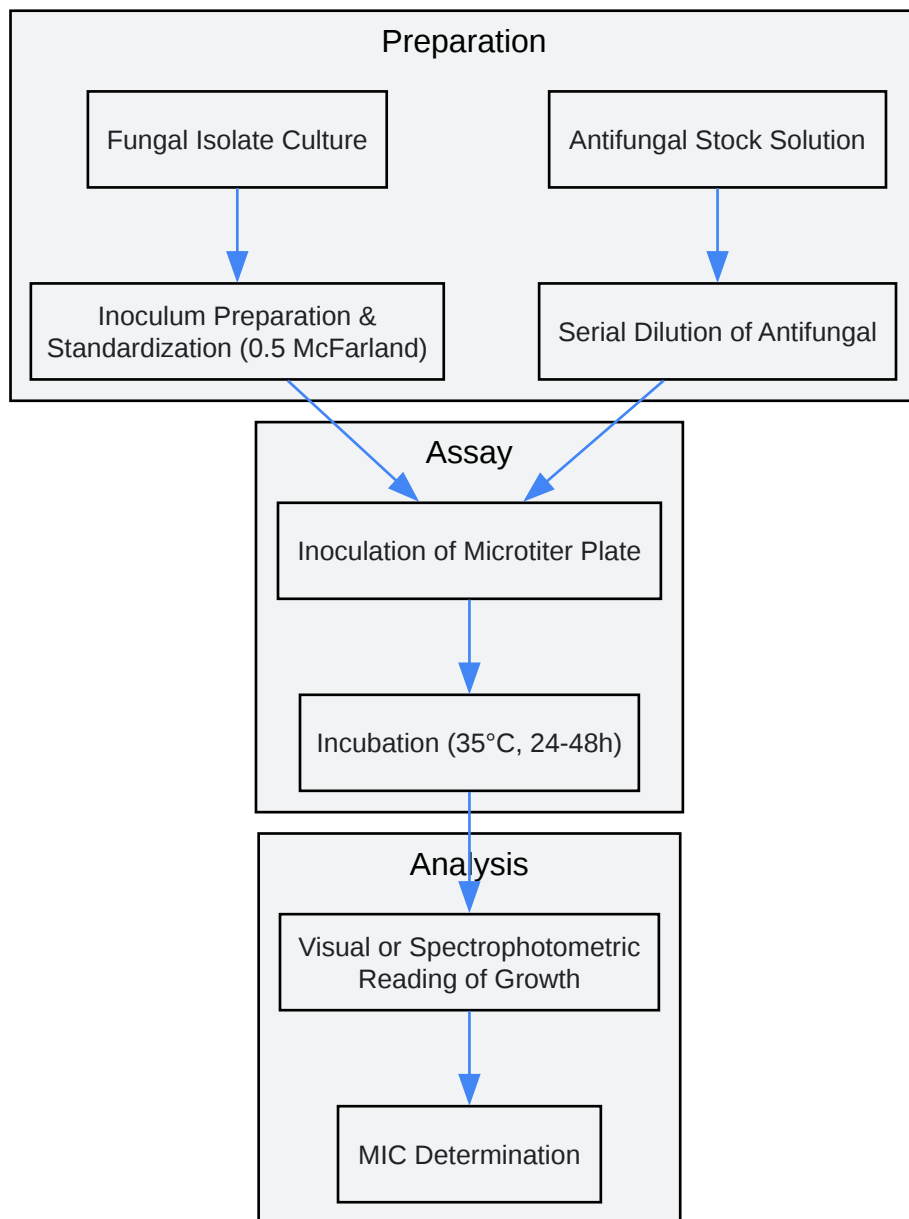 Preparation
Fungal Isolate Culture
Antifungal Stock Solution
Inoculum Preparation &
Standardization (0.5 McFarland)
Serial Dilution of Antifungal
Assay
Inoculation of Microtiter Plate
Incubation (35°C, 24-48h)
Analysis
Visual or Spectrophotometric
Reading of Growth
MIC Determination